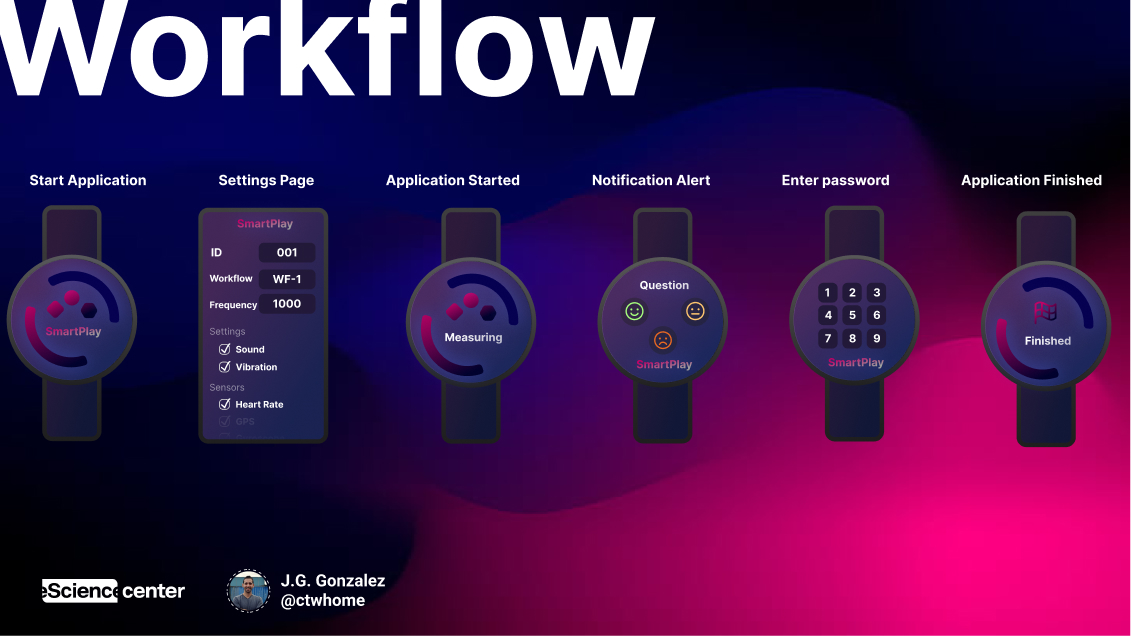 Workflow
Start Application
Settings Page
Application Started
Notification Alert
Enter password
Application Finished
SmartPlay
SmartPlay
ID 001
Workflow WF-1
Frequency 1000
Settings
Sound
Vibration
Sensors
Heart Rate
GPS
Measuring
Question
SmartPlay
1 2 3
4 5 6
7 8 9
SmartPlay
Finished
eScience center
J.G. Gonzalez
@ctwhome